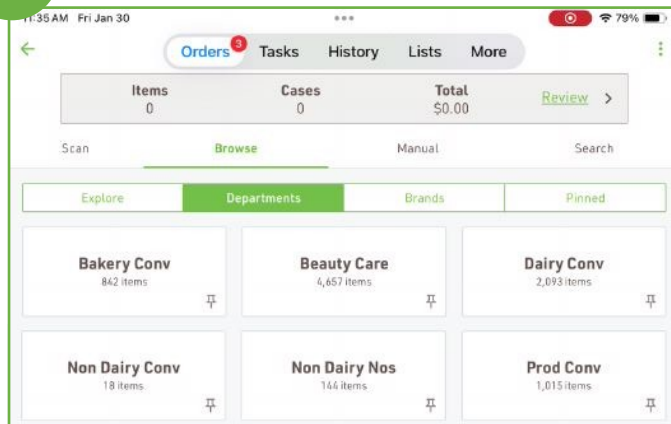 11:35 AM Fri Jan 30
79%
Orders 3 Tasks History Lists More
Items Cases Total
0 0 $0.00
Review >
Scan Browse Manual Search
Explore Departments Brands Pinned
Bakery Conv Beauty Care Dairy Conv
842 items 4,657 items 2,093 items
Non Dairy Conv Non Dairy Nos Prod Conv
18 items 144 items 1,015 items